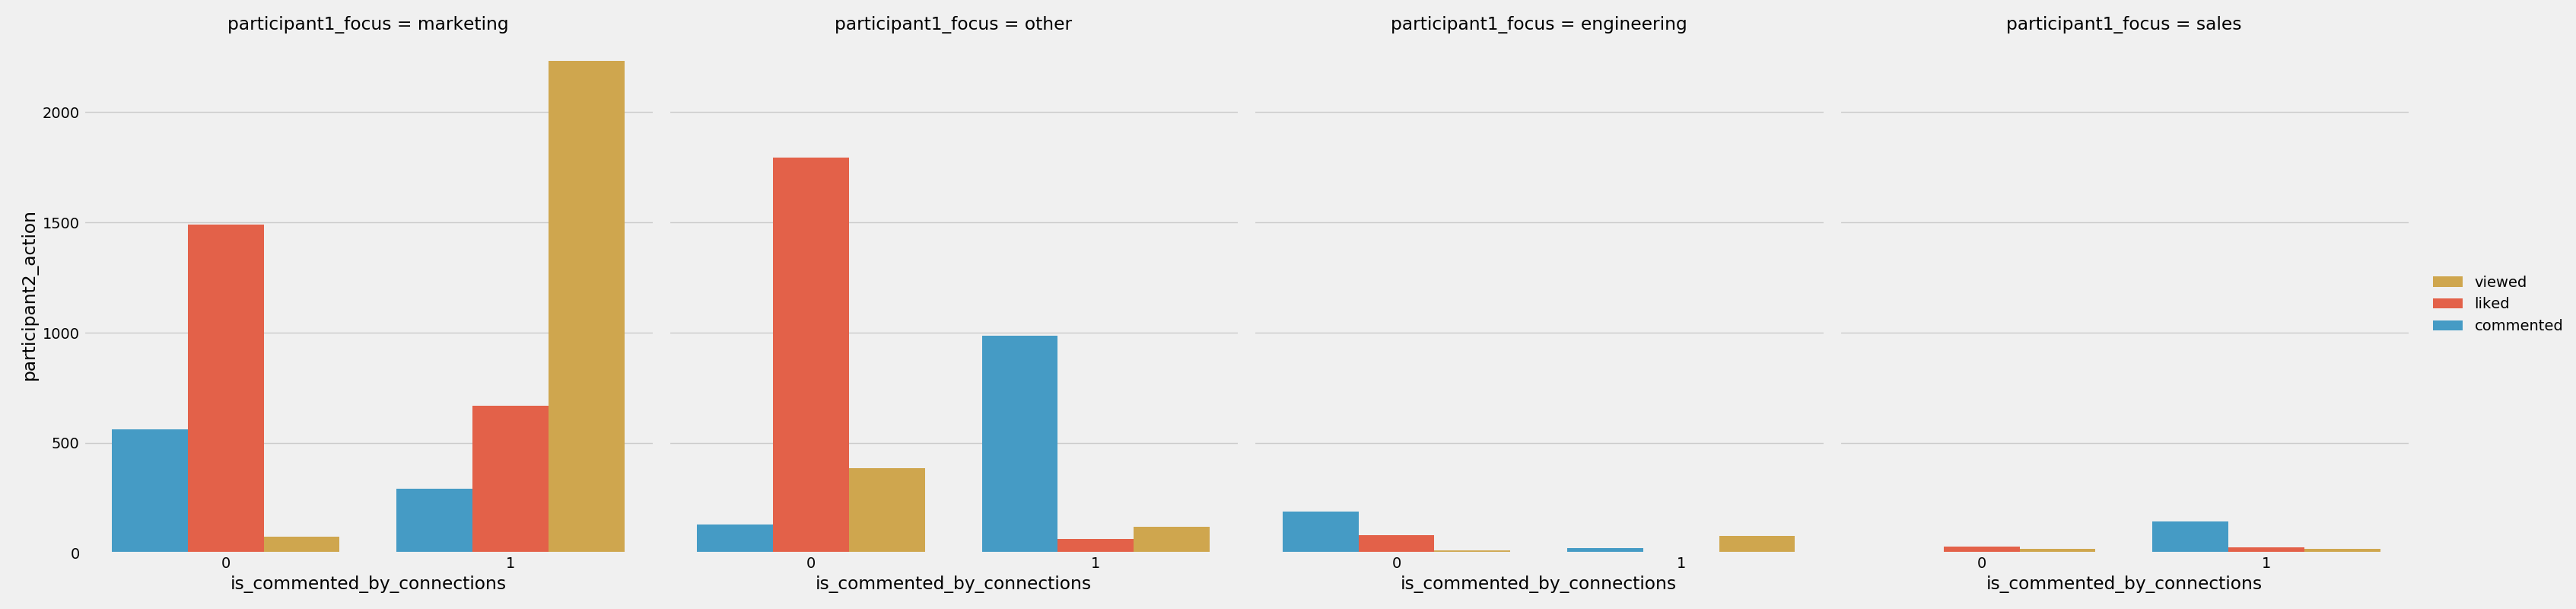 participant1_focus = marketing
participant1_focus = other
participant1_focus = engineering
participant1_focus = sales
participant2_action
2000
1500
1000
500
0
0 1
0 1
0 1
0 1
is_commented_by_connections
is_commented_by_connections
is_commented_by_connections
is_commented_by_connections
viewed
liked
commented